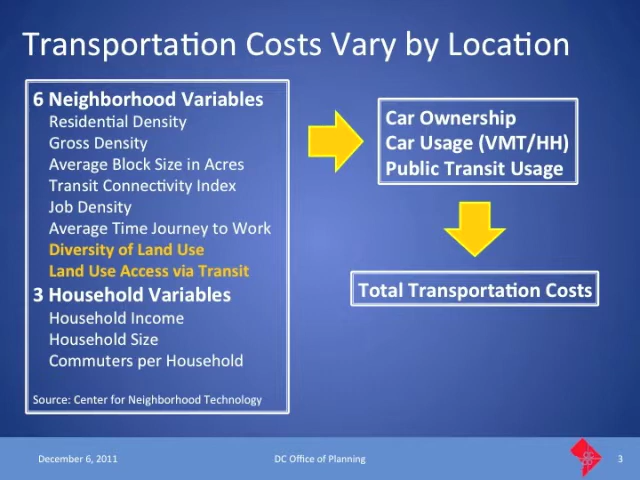 Transportation Costs Vary by Location
6 Neighborhood Variables
Residential Density
Gross Density
Average Block Size in Acres
Transit Connectivity Index
Job Density
Average Time Journey to Work
Diversity of Land Use
Land Use Access via Transit
3 Household Variables
Household Income
Household Size
Commuters per Household
Source: Center for Neighborhood Technology
Car Ownership
Car Usage (VMT/HH)
Public Transit Usage
Total Transportation Costs
December 6, 2011
DC Office of Planning
3